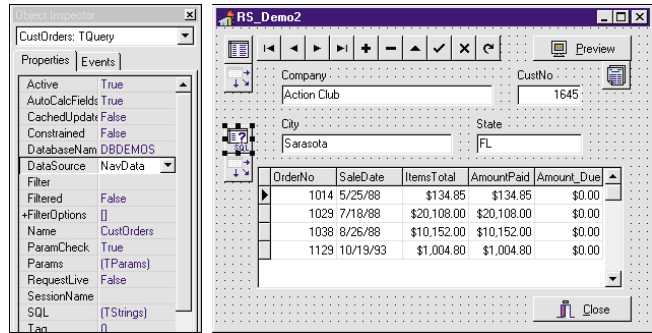 Object Inspector
CustOrders: TQuery
Properties Events
Active True
AutoCalcFields True
CachedUpdate False
Constrained False
DatabaseNam DBDEMOS
DataSource NavData
Filter
Filtered False
+FilterOptions []
Name CustOrders
ParamCheck True
Params (TParams)
RequestLive False
SessionName
SQL (TStrings)
Tag 0
RS_Demo2
Preview
Company CustNo
Action Club 1645
City State
Sarasota FL
SQL
OrderNo SaleDate ItemsTotal AmountPaid Amount_Due
1014 5/25/88 $134.85 $134.85 $0.00
1029 7/18/88 $20,108.00 $20,108.00 $0.00
1038 8/26/88 $10,152.00 $10,152.00 $0.00
1129 10/19/93 $1,004.80 $1,004.80 $0.00
Close